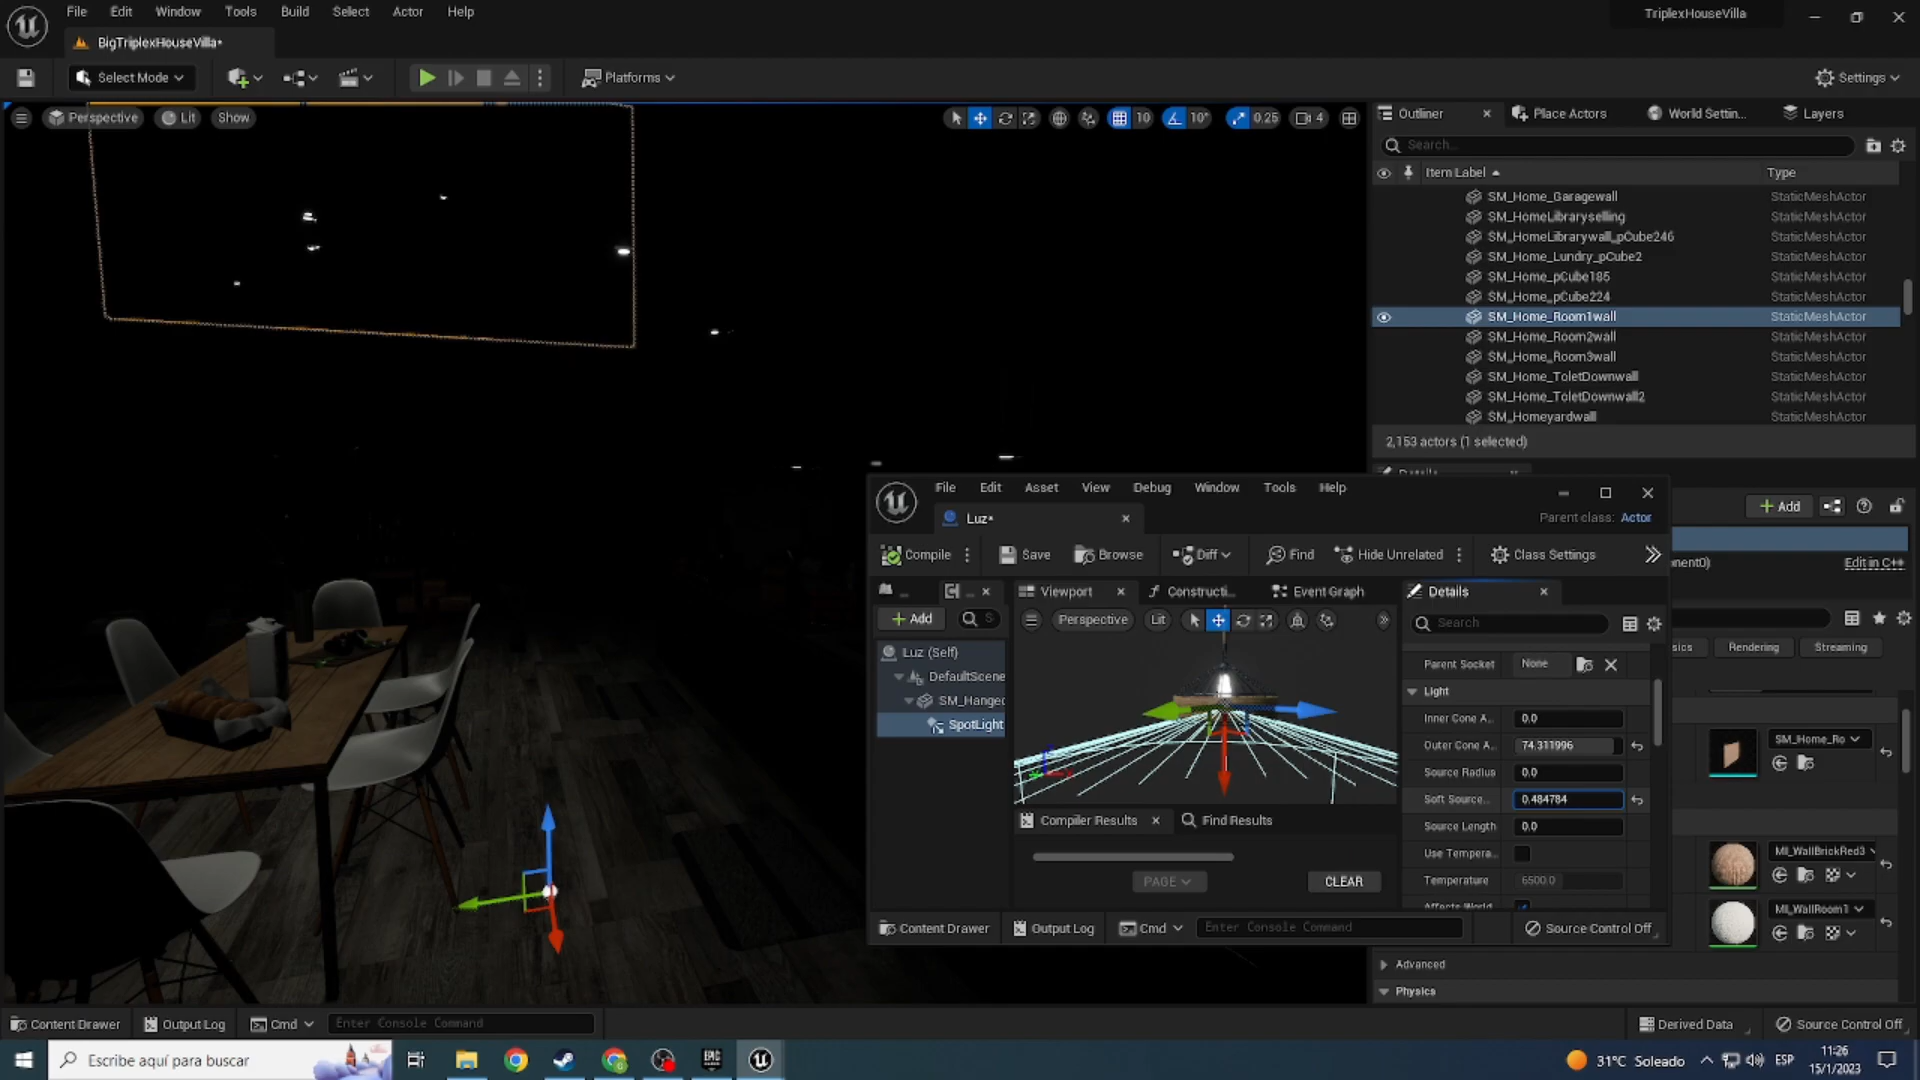 File Edit Window Tools Build Select Actor Help
TriplexHouseVilla
BigTriplexHouseVilla*
Select Mode
Platforms
Settings
Perspective Lit Show
10 10° 0.25 4
Outliner Place Actors World Settin... Layers
Search...
Item Label Type
SM_Home_Garagewall StaticMeshActor
SM_HomeLibraryselling StaticMeshActor
SM_HomeLibrarywall_pCube246 StaticMeshActor
SM_Home_Lundry_pCube2 StaticMeshActor
SM_Home_pCube185 StaticMeshActor
SM_Home_pCube224 StaticMeshActor
SM_Home_Room1wall StaticMeshActor
SM_Home_Room2wall StaticMeshActor
SM_Home_Room3wall StaticMeshActor
SM_Home_ToletDownwall StaticMeshActor
SM_Home_ToletDownwall2 StaticMeshActor
SM_Homeyardwall StaticMeshActor
2,153 actors (1 selected)
File Edit Asset View Debug Window Tools Help
Luz*
Parent class: Actor
Compile Save Browse Diff Find Hide Unrelated Class Settings
Viewport Constructi... Event Graph Details
Add S
Perspective Lit
Search
Luz (Self)
DefaultScene
SM_Hanged
SpotLight
Parent Socket None
Light
Inner Cone A... 0.0
Outer Cone A... 74.311996
Source Radius 0.0
Soft Source... 0.484784
Source Length 0.0
Use Tempera...
Temperature 6500.0
Affects World
Compiler Results Find Results
PAGE CLEAR
Content Drawer Output Log Cmd Enter Console Command Source Control Off
Add
nent0) Edit in C++
sics Rendering Streaming
SM_Home_Ro
MI_WallBrickRed3
MI_WallRoom1
Advanced
Physics
Content Drawer Output Log Cmd Enter Console Command
Derived Data Source Control Off
Escribe aquí para buscar
EPIC
31°C Soleado
ESP
11:26
15/1/2023